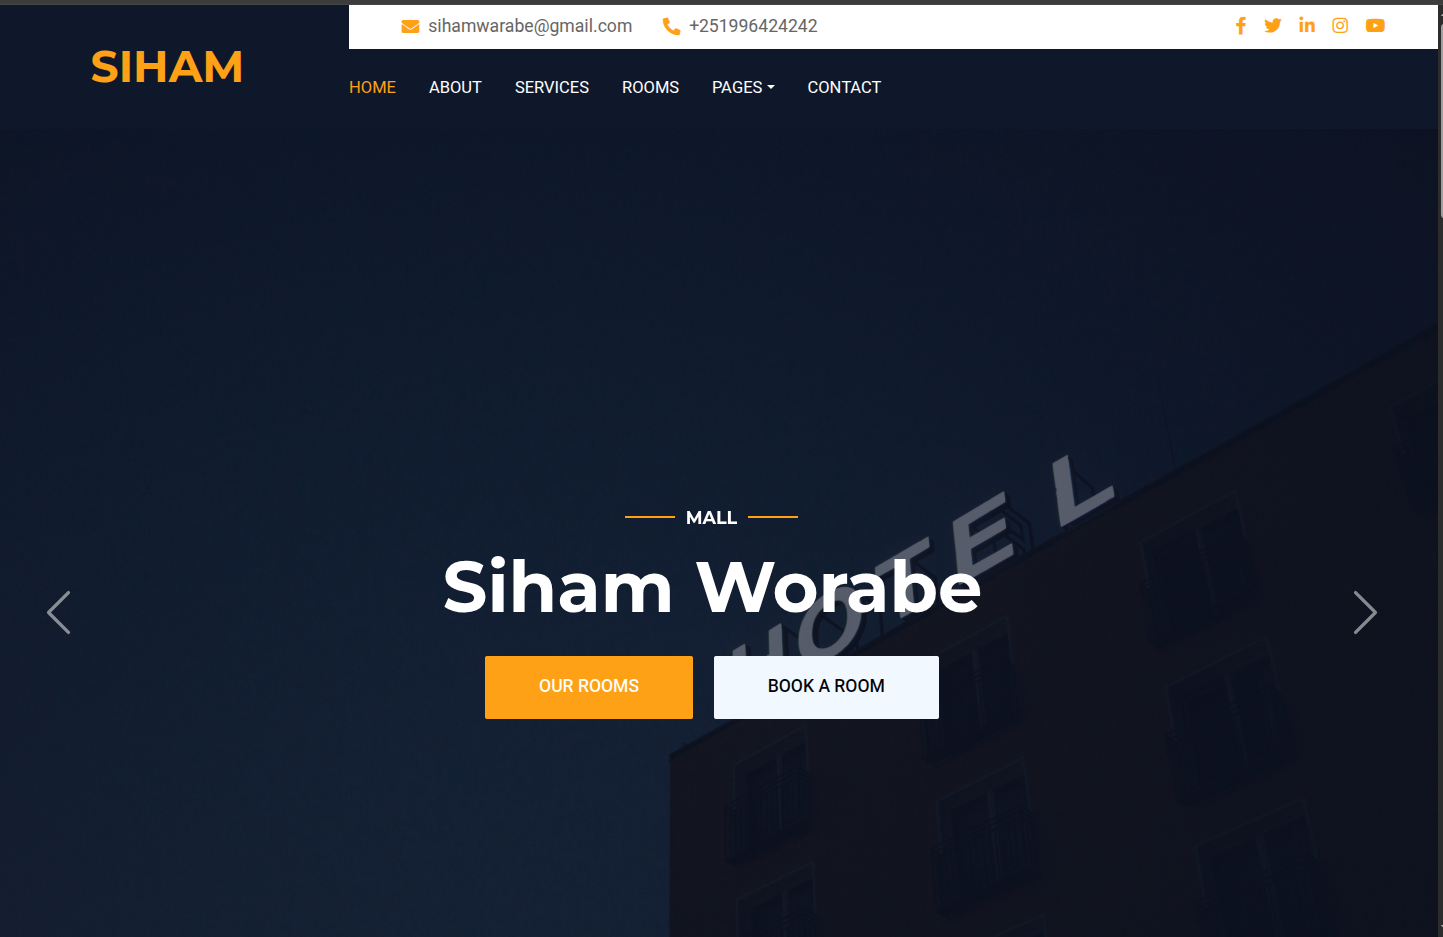 SIHAM
sihamwarabe@gmail.com +251996424242
HOME ABOUT SERVICES ROOMS PAGES CONTACT
MALL
Siham Worabe
HOTEL
OUR ROOMS BOOK A ROOM